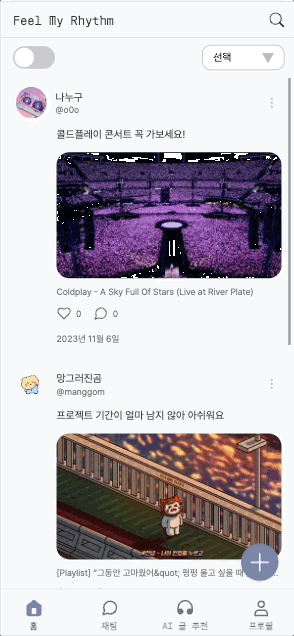 Feel My Rhythm
선택
나누구
@o0o
콜드플레이 콘서트 꼭 가보세요!
Coldplay - A Sky Full Of Stars (Live at River Plate)
0 0
2023년 11월 6일
망그러진곰
@manggom
프로젝트 기간이 얼마 남지 않아 아쉬워요
[Playlist] “그동안 고마웠어&quot; 펑펑 울고 싶을 때
홈
채팅
AI 글 추천
프로필